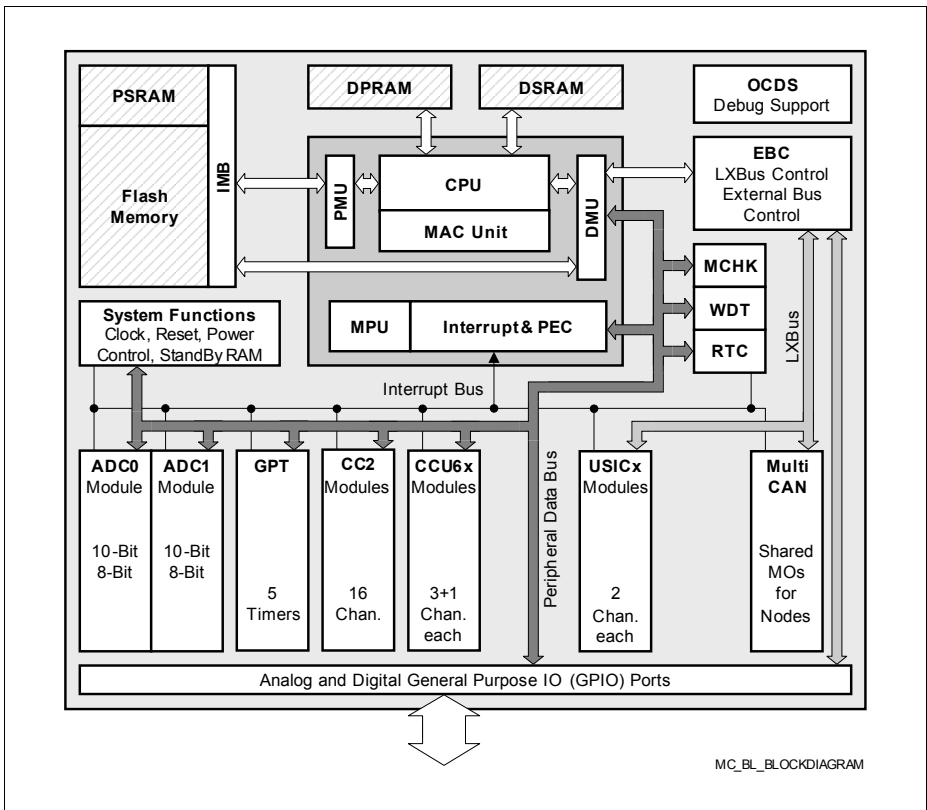 PSRAM
DPRAM
DSRAM
OCDS
Debug Support
Flash
Memory
IMB
PMU
CPU
MAC Unit
DMU
EBC
LXBus Control
External Bus
Control
MCHK
WDT
RTC
LXBus
System Functions
Clock, Reset, Power
Control, StandBy RAM
MPU
Interrupt & PEC
Interrupt Bus
Peripheral Data Bus
ADC0
Module
10-Bit
8-Bit
ADC1
Module
10-Bit
8-Bit
GPT
5
Timers
CC2
Modules
16
Chan.
CCU6x
Modules
3+1
Chan.
each
USICx
Modules
2
Chan.
each
Multi
CAN
Shared
MOs
for
Nodes
Analog and Digital General Purpose IO (GPIO) Ports
MC_BL_BLOCKDIAGRAM